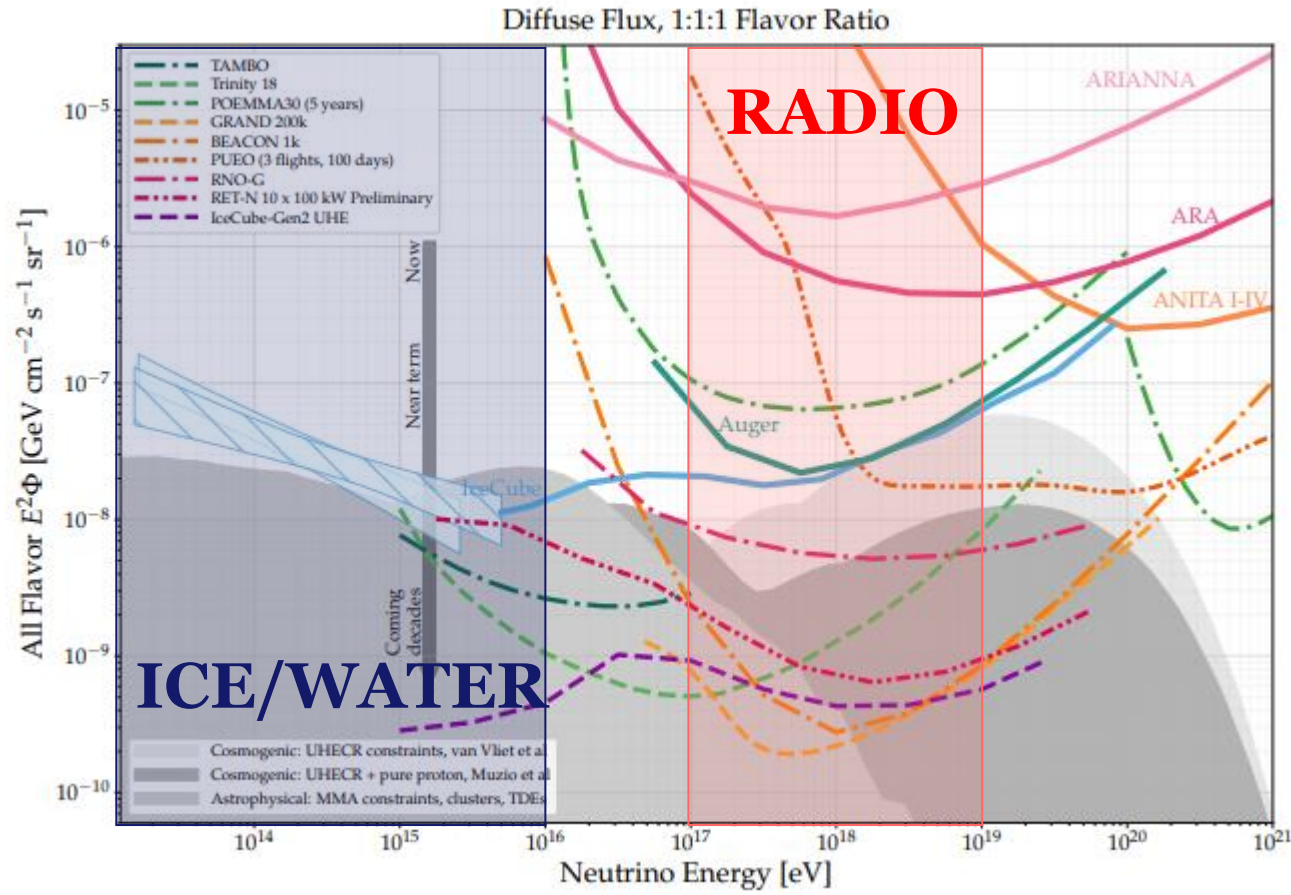 Diffuse Flux, 1:1:1 Flavor Ratio
TAMBO
Trinity 18
POEMMA30 (5 years)
GRAND 200k
BEACON 1k
PUEO (3 flights, 100 days)
RNO-G
RET-N 10 x 100 kW Preliminary
IceCube-Gen2 UHE
RADIO
ARIANNA
ARA
ANITA I-IV
Auger
IceCube
Now
Near term
Coming
decades
ICE/WATER
Cosmogenic: UHECR constraints, van Vliet et al
Cosmogenic: UHECR + pure proton, Muzio et al
Astrophysical: MMA constraints, clusters, TDEs
All Flavor E²Φ [GeV cm⁻² s⁻¹ sr⁻¹]
10⁻⁵
10⁻⁶
10⁻⁷
10⁻⁸
10⁻⁹
10⁻¹⁰
10¹⁴ 10¹⁵ 10¹⁶ 10¹⁷ 10¹⁸ 10¹⁹ 10²⁰ 10²¹
Neutrino Energy [eV]